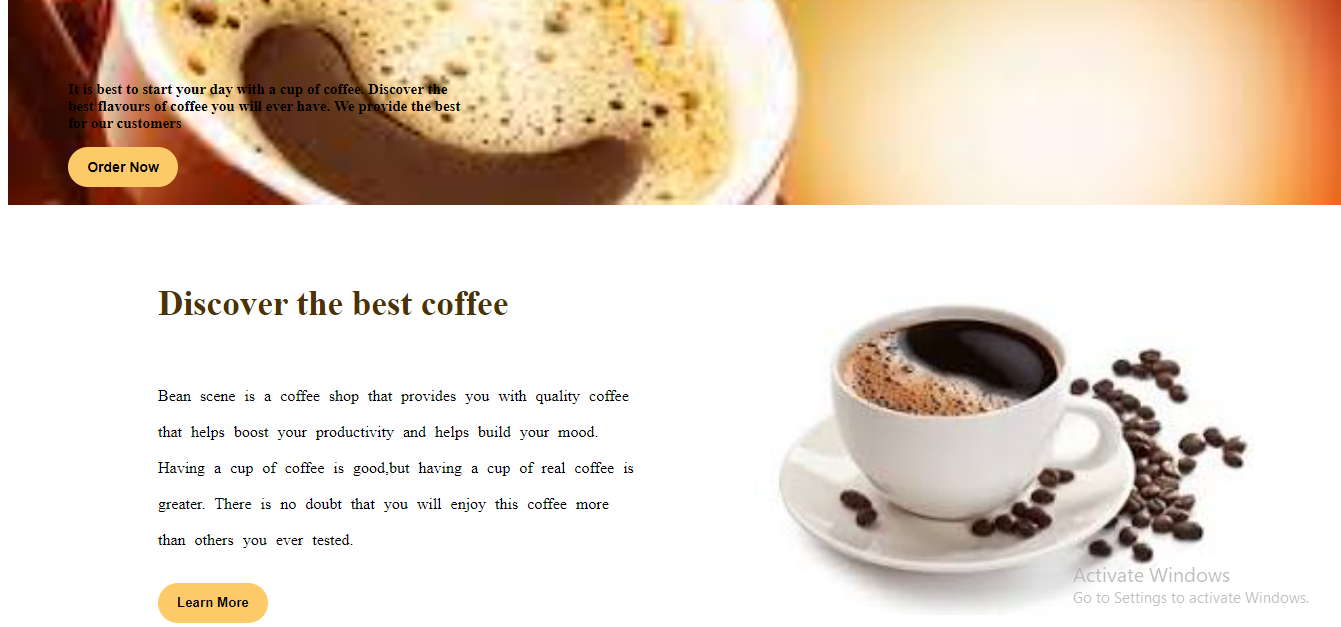 It is best to start your day with a cup of coffee. Discover the
best flavours of coffee you will ever have. We provide the best
for our customers
Order Now
Discover the best coffee
Bean scene is a coffee shop that provides you with quality coffee
that helps boost your productivity and helps build your mood.
Having a cup of coffee is good,but having a cup of real coffee is
greater. There is no doubt that you will enjoy this coffee more
than others you ever tested.
Learn More
Activate Windows
Go to Settings to activate Windows.